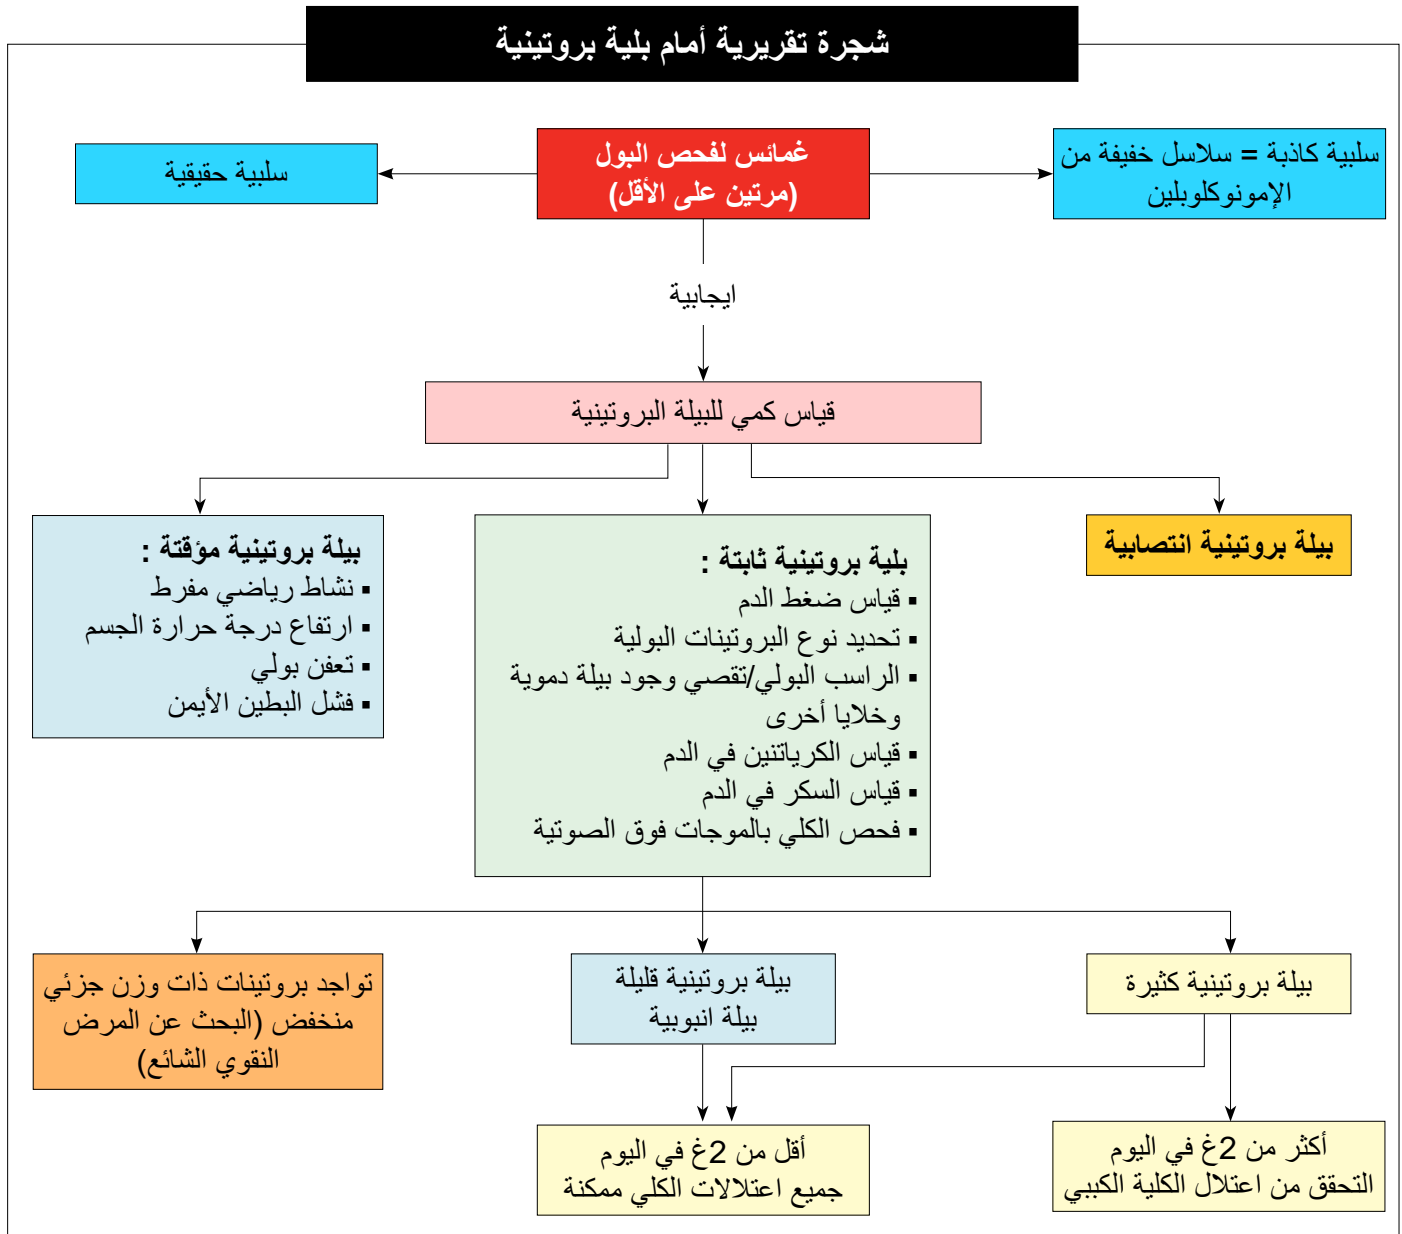 شجرة تقريرية أمام بلية بروتينية
سلبية كاذبة = سلاسل خفيفة من
الإمونوكلوبلين
غمائس لفحص البول
(مرتين على الأقل)
سلبية حقيقية
ايجابية
قياس كمي للبيلة البروتينية
بيلة بروتينية انتصابية
بلية بروتينية ثابتة :
▪ قياس ضغط الدم
▪ تحديد نوع البروتينات البولية
▪ الراسب البولي/تقصي وجود بيلة دموية
وخلايا أخرى
▪ قياس الكرياتنين في الدم
▪ قياس السكر في الدم
▪ فحص الكلي بالموجات فوق الصوتية
بيلة بروتينية مؤقتة :
▪ نشاط رياضي مفرط
▪ ارتفاع درجة حرارة الجسم
▪ تعفن بولي
▪ فشل البطين الأيمن
بيلة بروتينية كثيرة
بيلة بروتينية قليلة
بيلة انبوبية
تواجد بروتينات ذات وزن جزئي
منخفض (البحث عن المرض
النقوي الشائع)
أكثر من 2غ في اليوم
التحقق من اعتلال الكلية الكببي
أقل من 2غ في اليوم
جميع اعتلالات الكلي ممكنة